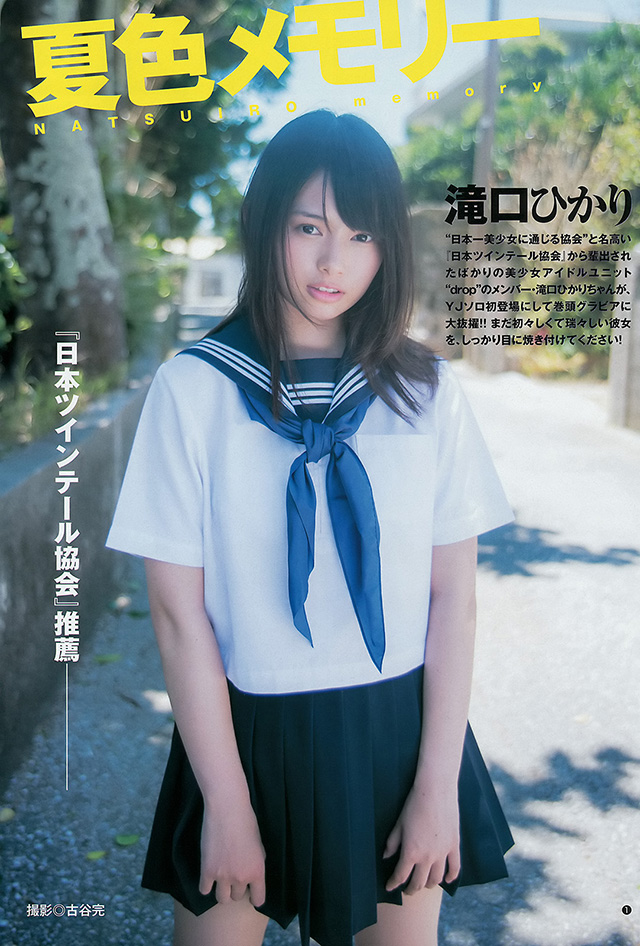 夏色メモリー
NATSUIRO memory
滝口ひかり
“日本一美少女に通じる協会”と名高い
『日本ツインテール協会』から輩出され
たばかりの美少女アイドルユニット
“drop”のメンバー・滝口ひかりちゃんが、
YJソロ初登場にして巻頭グラビアに
大抜擢!! まだ初々しくて瑞々しい彼女
を、しっかり目に焼き付けてください!
『日本ツインテール協会』推薦――
撮影◎古谷完
1